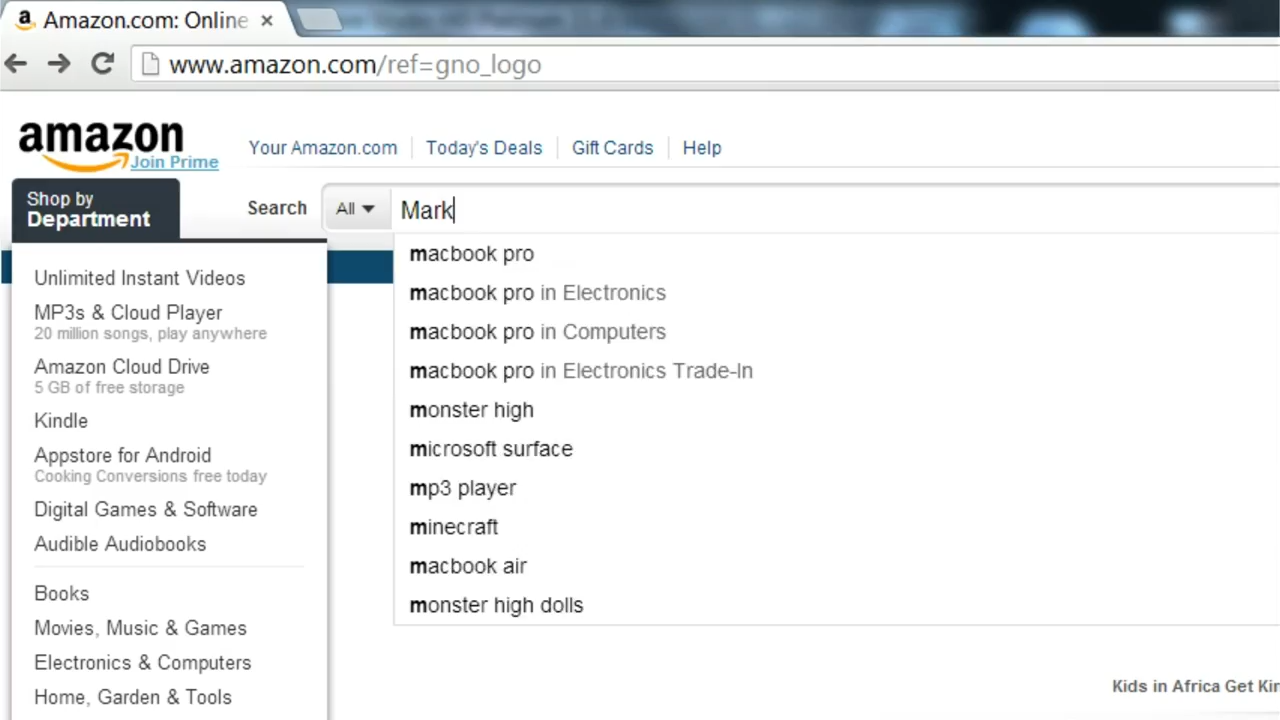 Amazon.com: Online
www.amazon.com/ref=gno_logo
amazon
Join Prime
Your Amazon.com
Today's Deals
Gift Cards
Help
Shop by
Department
Search
All
Mark
macbook pro
macbook pro in Electronics
macbook pro in Computers
macbook pro in Electronics Trade-In
monster high
microsoft surface
mp3 player
minecraft
macbook air
monster high dolls
Unlimited Instant Videos
MP3s & Cloud Player
20 million songs, play anywhere
Amazon Cloud Drive
5 GB of free storage
Kindle
Appstore for Android
Cooking Conversions free today
Digital Games & Software
Audible Audiobooks
Books
Movies, Music & Games
Electronics & Computers
Home, Garden & Tools
Kids in Africa Get Kin